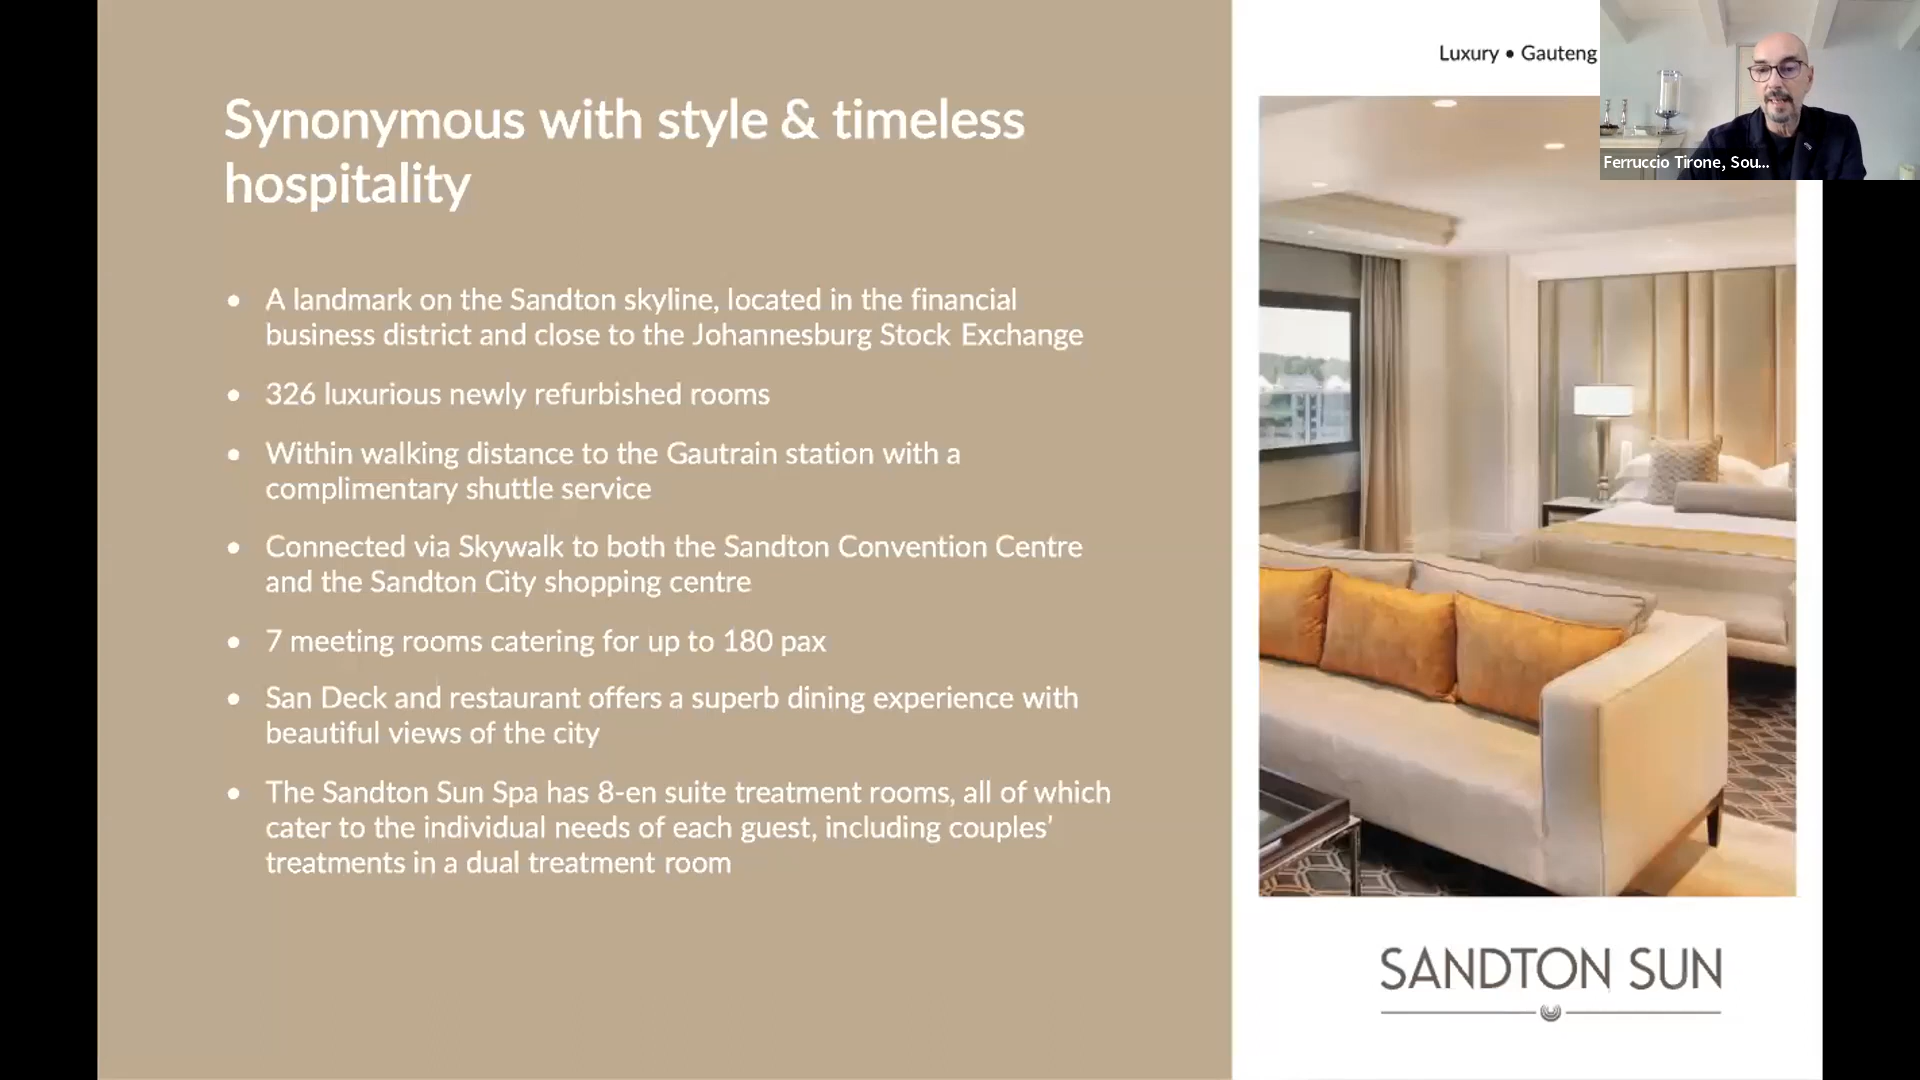 Synonymous with style & timeless
hospitality
• A landmark on the Sandton skyline, located in the financial
business district and close to the Johannesburg Stock Exchange
• 326 luxurious newly refurbished rooms
• Within walking distance to the Gautrain station with a
complimentary shuttle service
• Connected via Skywalk to both the Sandton Convention Centre
and the Sandton City shopping centre
• 7 meeting rooms catering for up to 180 pax
• San Deck and restaurant offers a superb dining experience with
beautiful views of the city
• The Sandton Sun Spa has 8-en suite treatment rooms, all of which
cater to the individual needs of each guest, including couples’
treatments in a dual treatment room
Luxury • Gauteng
Ferruccio Tirone, Sou...
SANDTON SUN